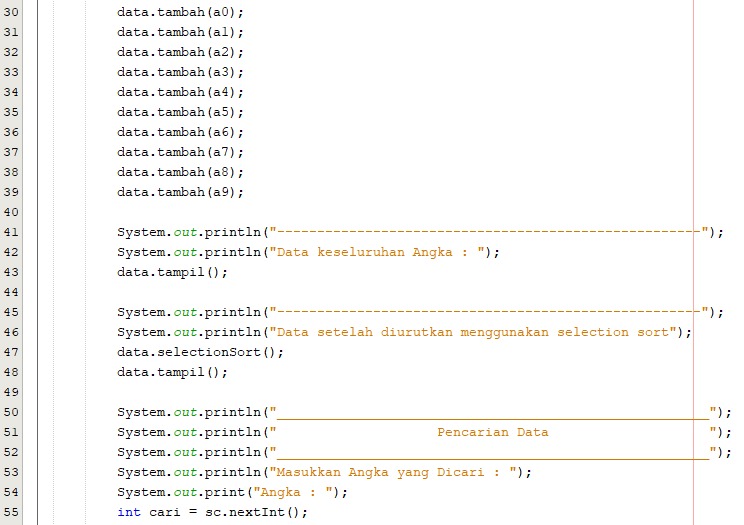 30 data.tambah(a0);
31 data.tambah(a1);
32 data.tambah(a2);
33 data.tambah(a3);
34 data.tambah(a4);
35 data.tambah(a5);
36 data.tambah(a6);
37 data.tambah(a7);
38 data.tambah(a8);
39 data.tambah(a9);
40
41 System.out.println("-----------------------------------------------------");
42 System.out.println("Data keseluruhan Angka : ");
43 data.tampil();
44
45 System.out.println("-----------------------------------------------------");
46 System.out.println("Data setelah diurutkan menggunakan selection sort");
47 data.selectionSort();
48 data.tampil();
49
50 System.out.println("______________________________________________________");
51 System.out.println("                    Pencarian Data                    ");
52 System.out.println("______________________________________________________");
53 System.out.println("Masukkan Angka yang Dicari : ");
54 System.out.print("Angka : ");
55 int cari = sc.nextInt();